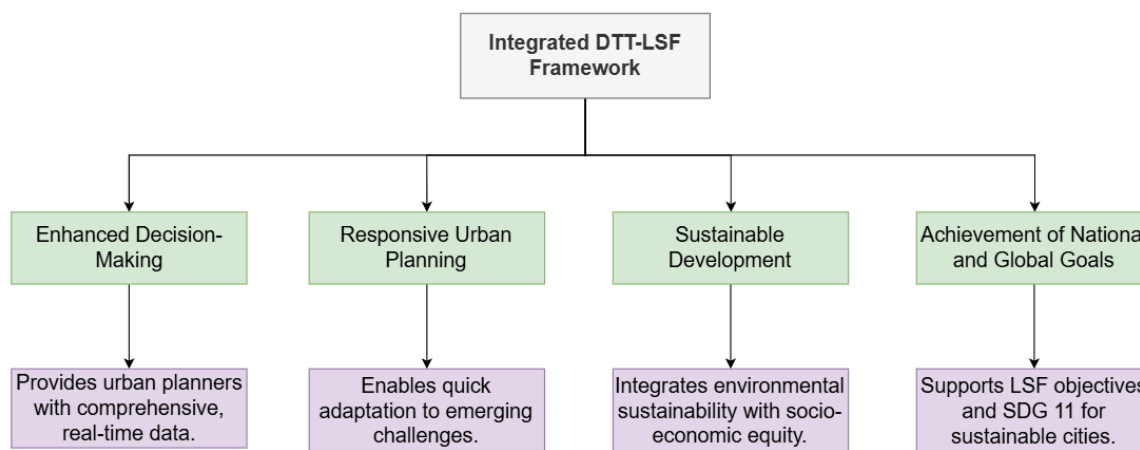 Integrated DTT-LSF
Framework
Enhanced Decision-
Making
Responsive Urban
Planning
Sustainable
Development
Achievement of National
and Global Goals
Provides urban planners
with comprehensive,
real-time data.
Enables quick
adaptation to emerging
challenges.
Integrates environmental
sustainability with socio-
economic equity.
Supports LSF objectives
and SDG 11 for
sustainable cities.